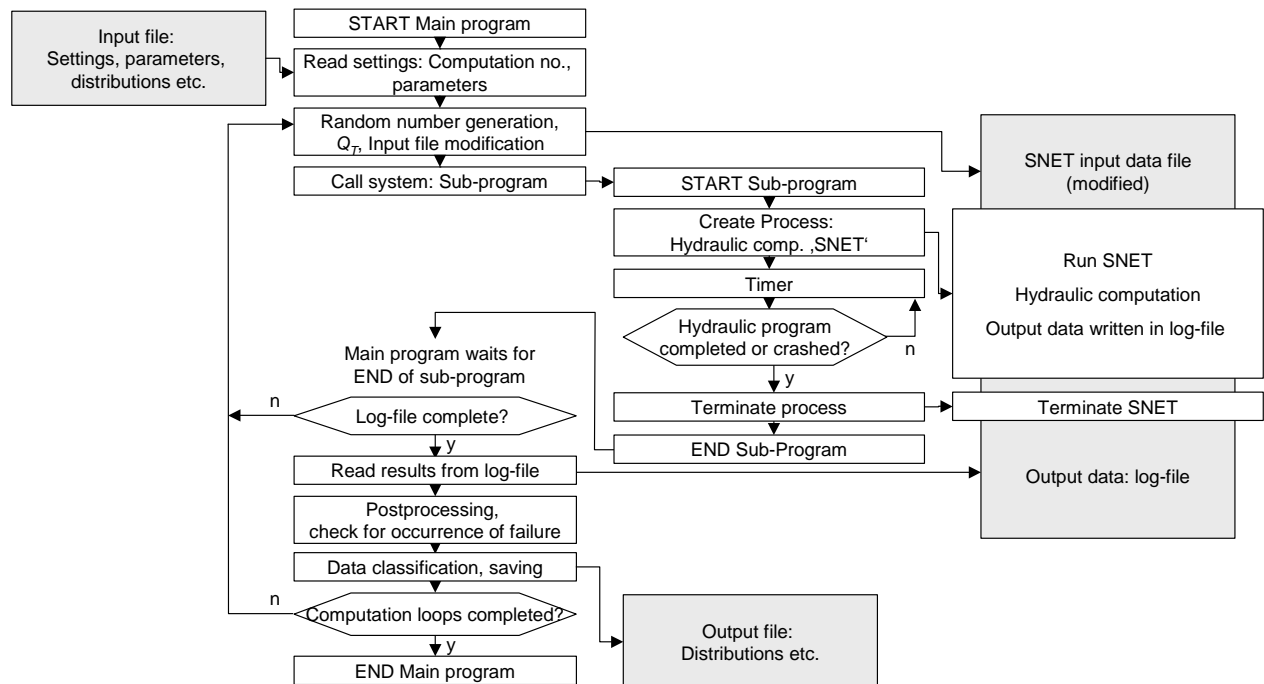 Input file:
Settings, parameters,
distributions etc.
START Main program
Read settings: Computation no.,
parameters
Random number generation,
Q_T, Input file modification
Call system: Sub-program
START Sub-program
Create Process:
Hydraulic comp. ‚SNET‘
Timer
Hydraulic program
completed or crashed?
n
y
Terminate process
END Sub-Program
SNET input data file
(modified)
Run SNET
Hydraulic computation
Output data written in log-file
Terminate SNET
Output data: log-file
Main program waits for
END of sub-program
n
Log-file complete?
y
Read results from log-file
Postprocessing,
check for occurrence of failure
Data classification, saving
n
Computation loops completed?
y
END Main program
Output file:
Distributions etc.